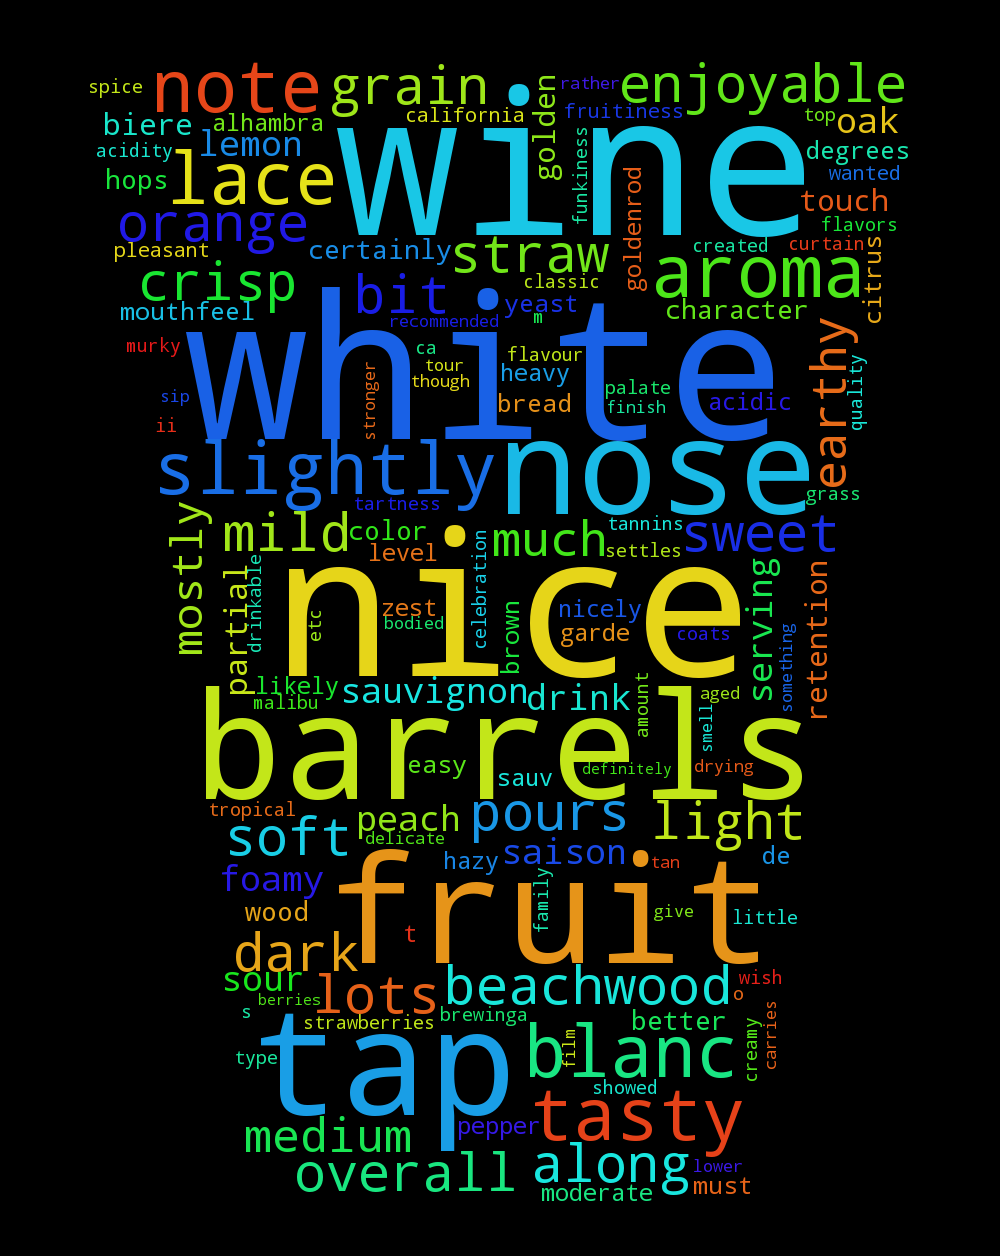 spice
note
grain
golden
rather
enjoyable
california
fruitiness
top
oak
biere
alhambra
wine
funkiness
degrees
acidity
lemon
lace
hops
goldenrod
wanted
touch
orange
flavors
pleasant
certainly
straw
created
curtain
citrus
crisp
bit
classic
aroma
mouthfeel
recommended
yeast
m
character
murky
white
ca
flavour
tour
though
heavy
earthy
quality
sip
stronger
bread
palate
finish
acidic
ii
slightly
nose
grass
tartness
mostly
mild
color
level
much
tannins
settles
sweet
partial
drinkable
celebration
nice
serving
retention
etc
zest
bodied
brown
nicely
garde
coats
something
likely
malibu
sauvignon
drink
amount
aged
smell
barrels
easy
sauv
definitely
drying
tropical
soft
peach
delicate
pours
light
foamy
hazy
saison
tan
de
wood
fruit
family
give
little
t
dark
sour
berries
lots
beachwood
wish
o
s
strawberries
brewinga
better
creamy
carries
type
tap
film
blanc
showed
medium
pepper
tasty
overall
along
lower
moderate
must